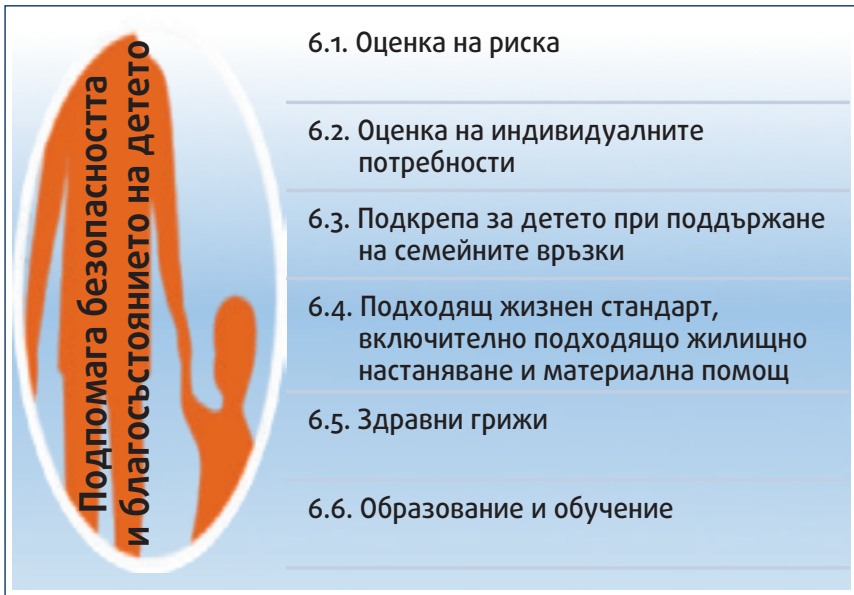 Подпомага безопасността
и благосъстоянието на детето
6.1. Оценка на риска
6.2. Оценка на индивидуалните
потребности
6.3. Подкрепа за детето при поддържане
на семейните връзки
6.4. Подходящ жизнен стандарт,
включително подходящо жилищно
настаняване и материална помощ
6.5. Здравни грижи
6.6. Образование и обучение